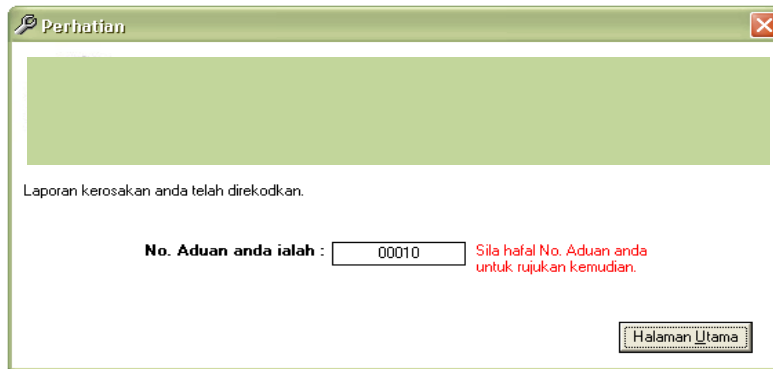 Perhatian
Laporan kerosakan anda telah direkodkan.
No. Aduan anda ialah : 00010 Sila hafal No. Aduan anda
untuk rujukan kemudian.
Halaman Utama